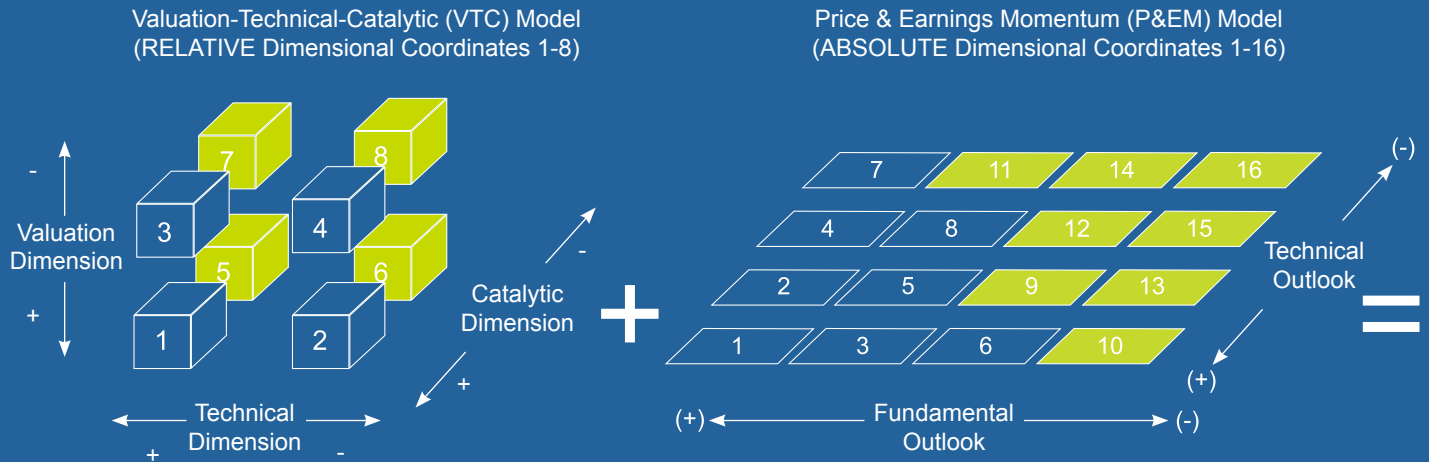 Valuation-Technical-Catalytic (VTC) Model
(RELATIVE Dimensional Coordinates 1-8)
Price & Earnings Momentum (P&EM) Model
(ABSOLUTE Dimensional Coordinates 1-16)
7
8
3
4
5
6
1
2
-
Valuation
Dimension
+
-
Catalytic
Dimension
+
Technical
Dimension
+
-
+
7
11
14
16
4
8
12
15
2
5
9
13
1
3
6
10
(-)
Technical
Outlook
(+)
(+)
Fundamental
Outlook
(-)
=